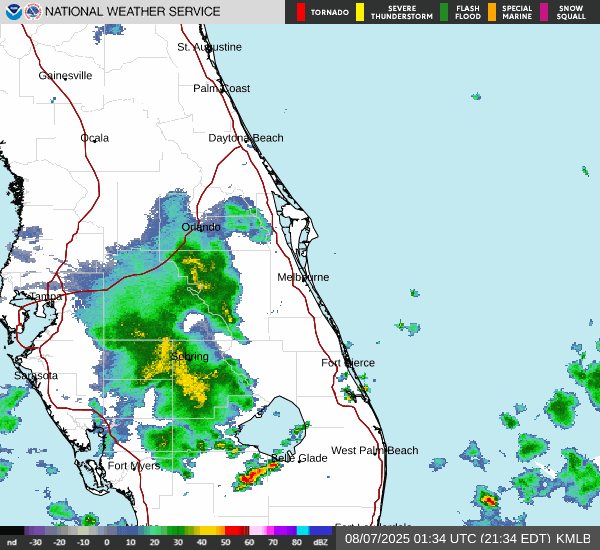 NATIONAL WEATHER SERVICE
TORNADO
SEVERE THUNDERSTORM
FLASH FLOOD
SPECIAL MARINE
SNOW SQUALL
St. Augustine
Gainesville
Palm Coast
Ocala
Daytona Beach
Orlando
Melbourne
Tampa
Sebring
Fort Pierce
Sarasota
West Palm Beach
Belle Glade
Fort Myers
nd -30 -20 -10 0 10 20 30 40 50 60 70 80 dBZ
08/07/2025 01:34 UTC (21:34 EDT) KMLB